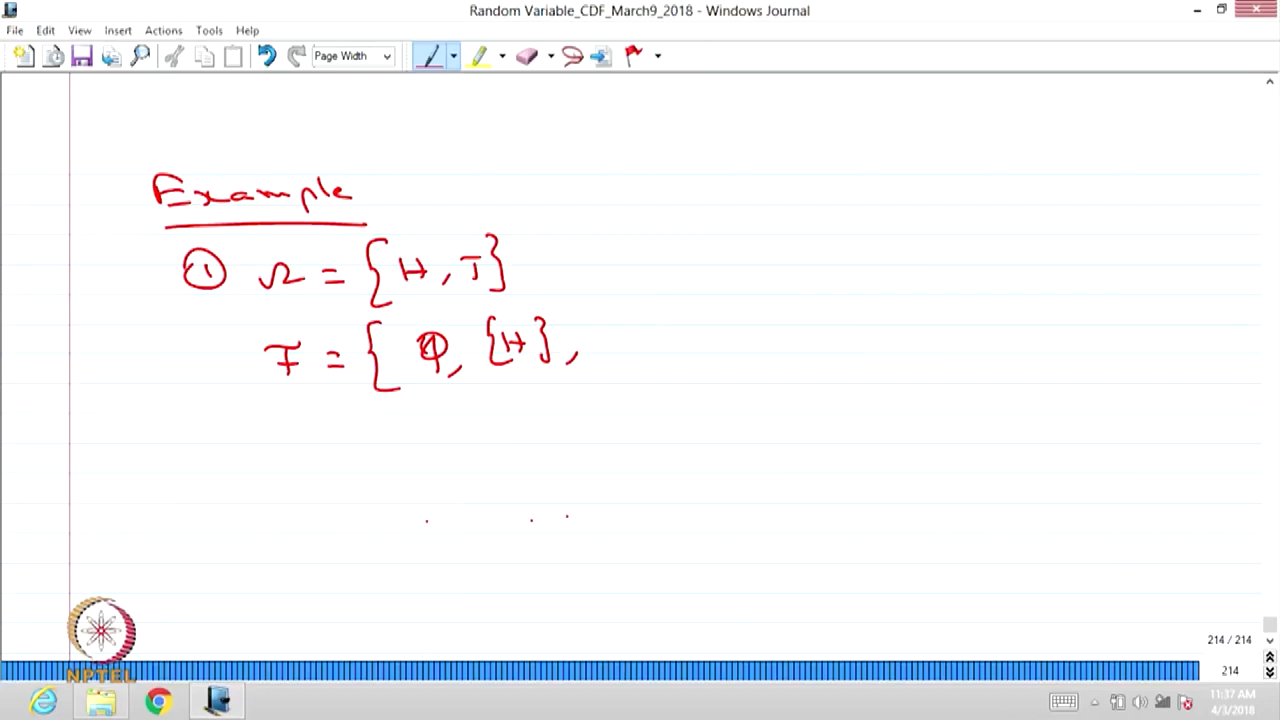 Random Variable_CDF_March9_2018 - Windows Journal
File Edit View Insert Actions Tools Help
Page Width
Example
① Ω = {H, T}
F = { Φ, {H},
214 / 214
214
NPTEL
11:37 AM
4/3/2018